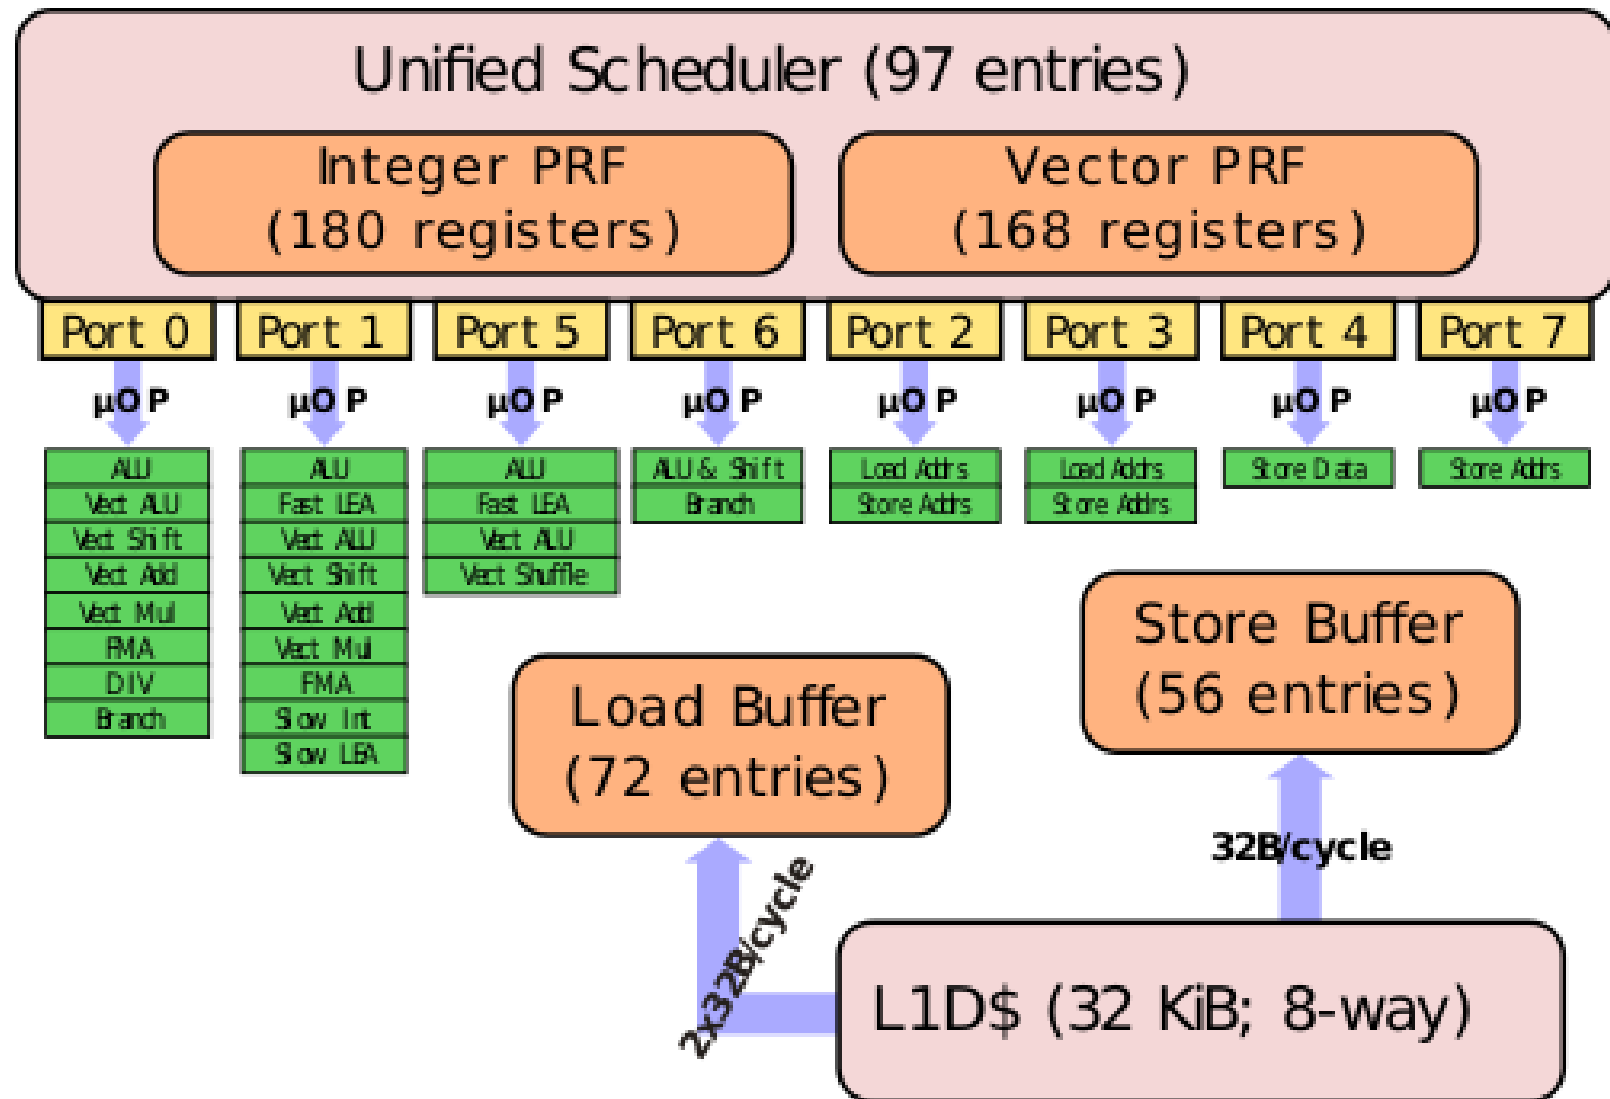 Unified Scheduler (97 entries)
Integer PRF
(180 registers)
Vector PRF
(168 registers)
Port 0
Port 1
Port 5
Port 6
Port 2
Port 3
Port 4
Port 7
μOP
μOP
μOP
μOP
μOP
μOP
μOP
μOP
ALU
Vect ALU
Vect Shift
Vect Add
Vect Mul
FMA
DIV
Branch
ALU
Fast LEA
Vect ALU
Vect Shift
Vect Add
Vect Mul
FMA
Slow Int
Slow LEA
ALU
Fast LEA
Vect ALU
Vect Shuffle
ALU & Shift
Branch
Load Addrs
Store Addrs
Load Addrs
Store Addrs
Store Data
Store Addrs
Store Buffer
(56 entries)
Load Buffer
(72 entries)
32B/cycle
2x32B/cycle
L1D$ (32 KiB; 8-way)